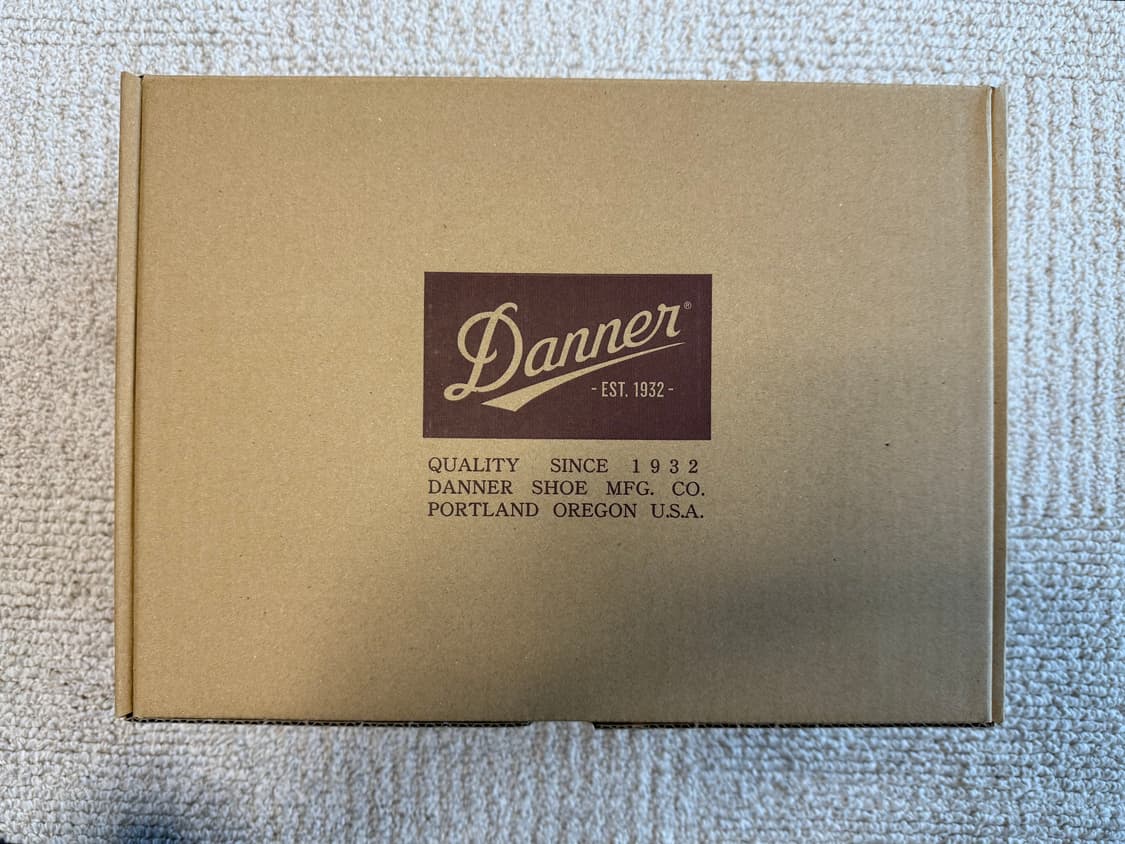 Danner®
- EST. 1932 -
QUALITY SINCE 1932
DANNER SHOE MFG. CO.
PORTLAND OREGON U.S.A.